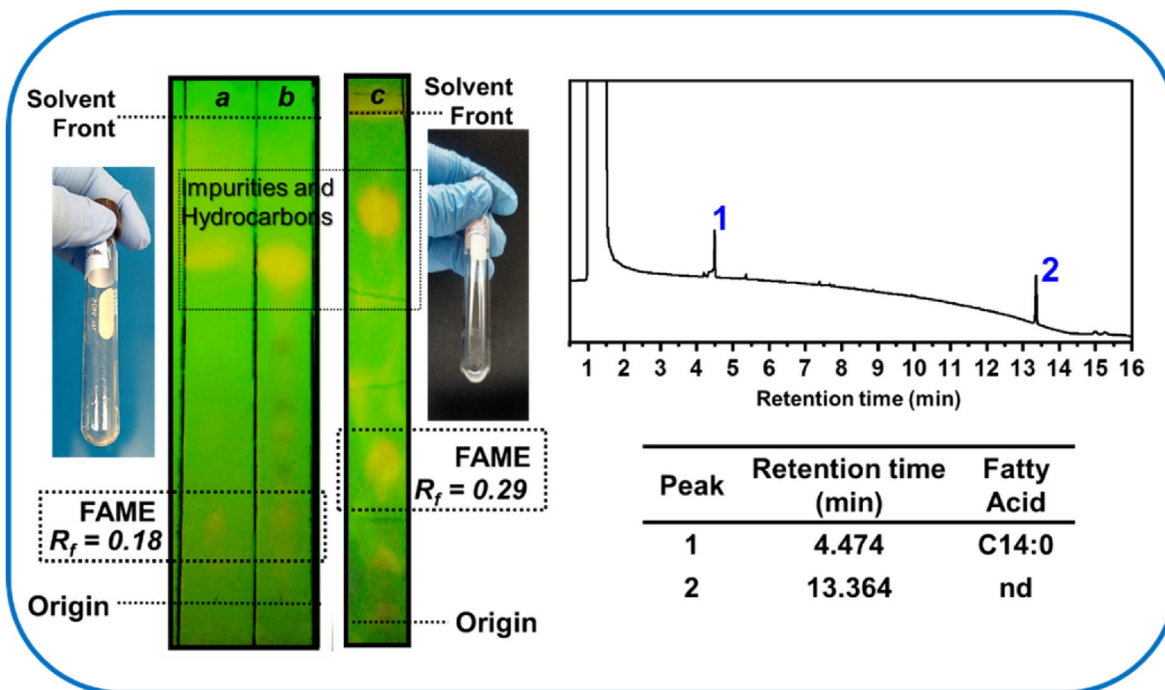 Solvent
Front
a
b
c
Solvent
Front
Impurities and
Hydrocarbons
FAME
Rf = 0.29
FAME
Rf = 0.18
Origin
Origin
1
2
1 2 3 4 5 6 7 8 9 10 11 12 13 14 15 16
Retention time (min)
Peak
Retention time
(min)
Fatty
Acid
1 4.474 C14:0
2 13.364 nd